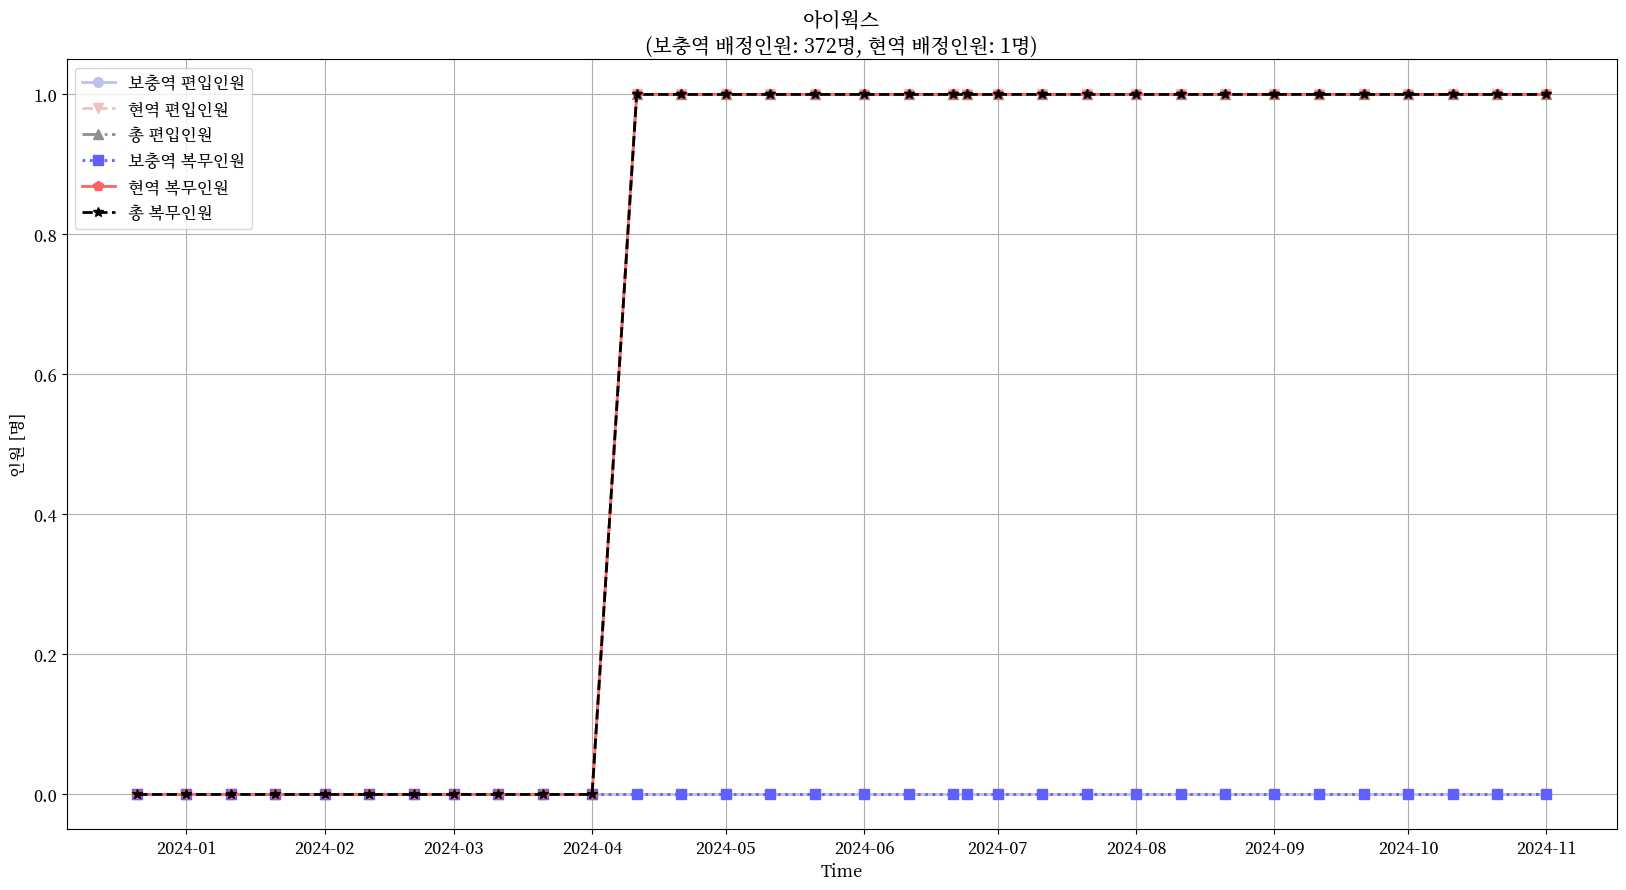 아이웍스
(보충역 배정인원: 372명, 현역 배정인원: 1명)
보충역 편입인원
현역 편입인원
총 편입인원
보충역 복무인원
현역 복무인원
총 복무인원
인원 [명]
1.0
0.8
0.6
0.4
0.2
0.0
2024-01
2024-02
2024-03
2024-04
2024-05
2024-06
2024-07
2024-08
2024-09
2024-10
2024-11
Time